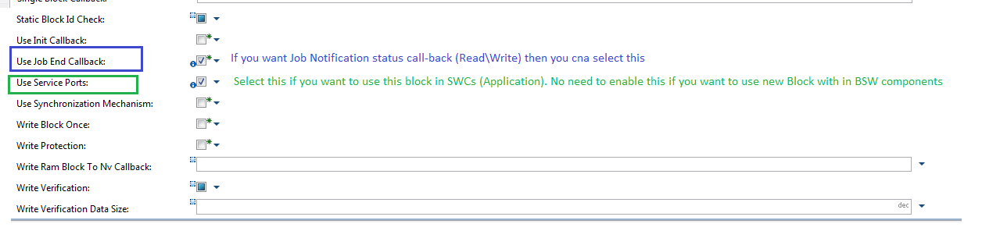 Single Block Callback:
Static Block Id Check:
Use Init Callback:
Use Job End Callback: If you want Job Notification status call-back (Read\Write) then you cna select this
Use Service Ports: Select this if you want to use this block in SWCs (Application). No need to enable this if you want to use new Block with in BSW components
Use Synchronization Mechanism:
Write Block Once:
Write Protection:
Write Ram Block To Nv Callback:
Write Verification:
Write Verification Data Size: dec